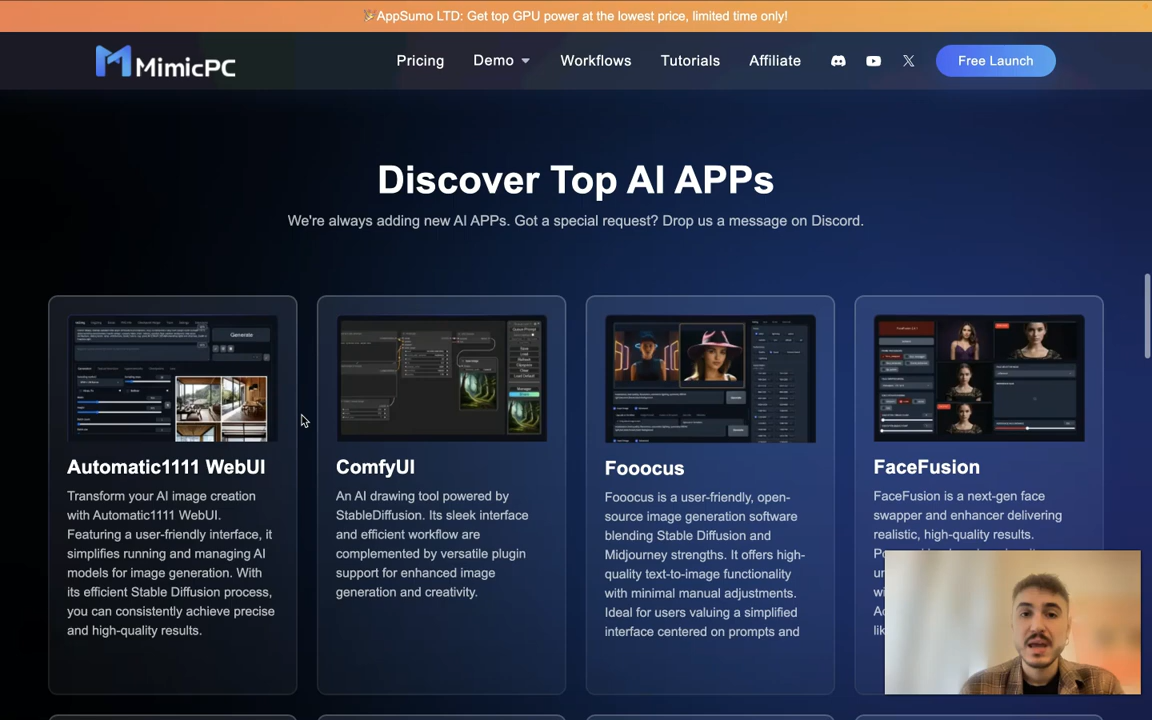 AppSumo LTD: Get top GPU power at the lowest price, limited time only!
MimicPC
Pricing
Demo
Workflows
Tutorials
Affiliate
Free Launch
Discover Top AI APPs
We're always adding new AI APPs. Got a special request? Drop us a message on Discord.
Generate
Automatic1111 WebUI
Transform your AI image creation
with Automatic1111 WebUI.
Featuring a user-friendly interface, it
simplifies running and managing AI
models for image generation. With
its efficient Stable Diffusion process,
you can consistently achieve precise
and high-quality results.
ComfyUI
An AI drawing tool powered by
StableDiffusion. Its sleek interface
and efficient workflow are
complemented by versatile plugin
support for enhanced image
generation and creativity.
Fooocus
Fooocus is a user-friendly, open-
source image generation software
blending Stable Diffusion and
Midjourney strengths. It offers high-
quality text-to-image functionality
with minimal manual adjustments.
Ideal for users valuing a simplified
interface centered on prompts and
FaceFusion
FaceFusion is a next-gen face
swapper and enhancer delivering
realistic, high-quality results.